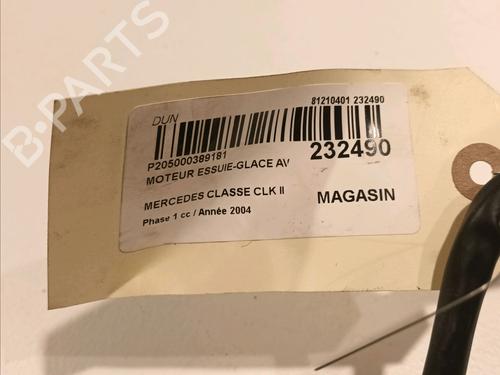 B-PARTS
DUN
81210401 232490
P205000389181
MOTEUR ESSUIE-GLACE AV
232490
MERCEDES CLASSE CLK II
MAGASIN
Phase 1 cc / Année 2004